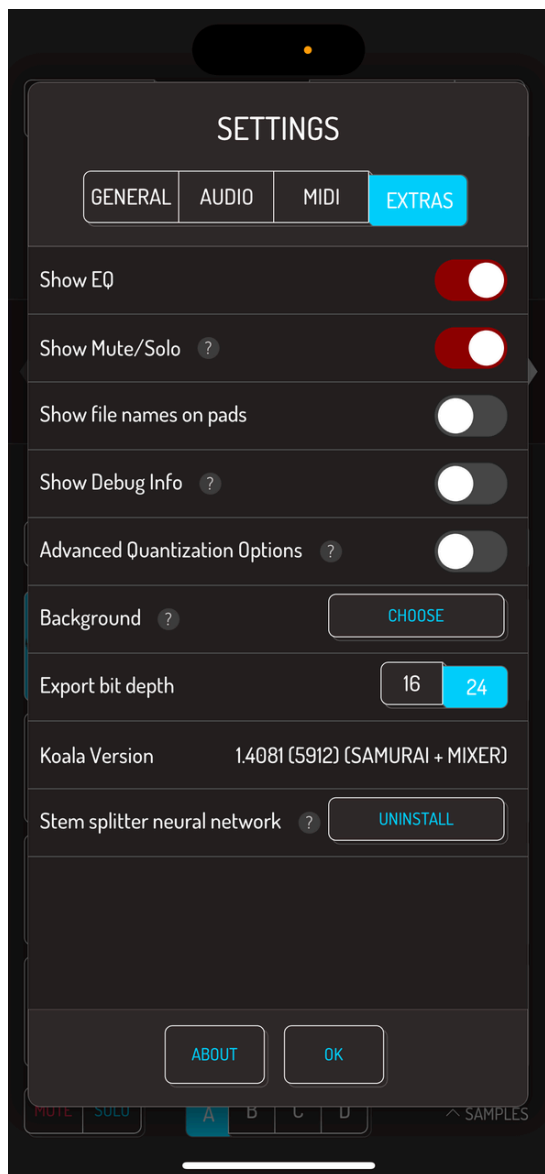 SETTINGS
GENERAL AUDIO MIDI EXTRAS
Show EQ
Show Mute/Solo ?
Show file names on pads
Show Debug Info ?
Advanced Quantization Options ?
Background ? CHOOSE
Export bit depth 16 24
Koala Version 1.4081 (5912) (SAMURAI + MIXER)
Stem splitter neural network ? UNINSTALL
ABOUT OK
MUTE SOLO A B C D SAMPLES